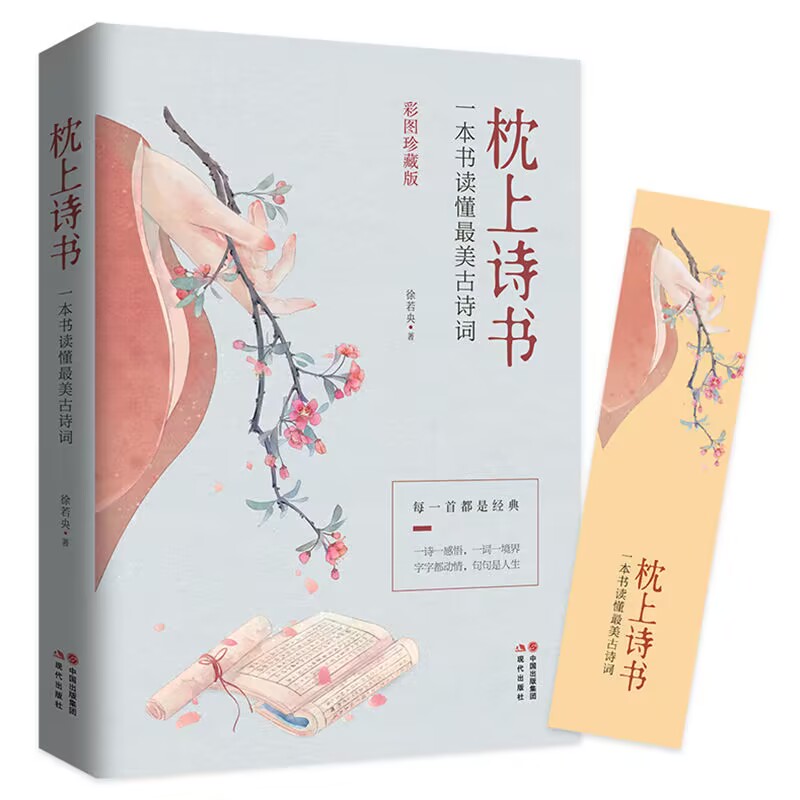 枕上诗书
一本书读懂最美古诗词
徐若央·著
现代出版社
中国出版集团
枕上诗书
一本书读懂最美古诗词
彩图珍藏版
徐若央·著
每一首都是经典
一诗一感悟，一词一境界
字字都动情，句句是人生
现代出版社
中国出版集团
枕上诗书
一本书读懂最美古诗词